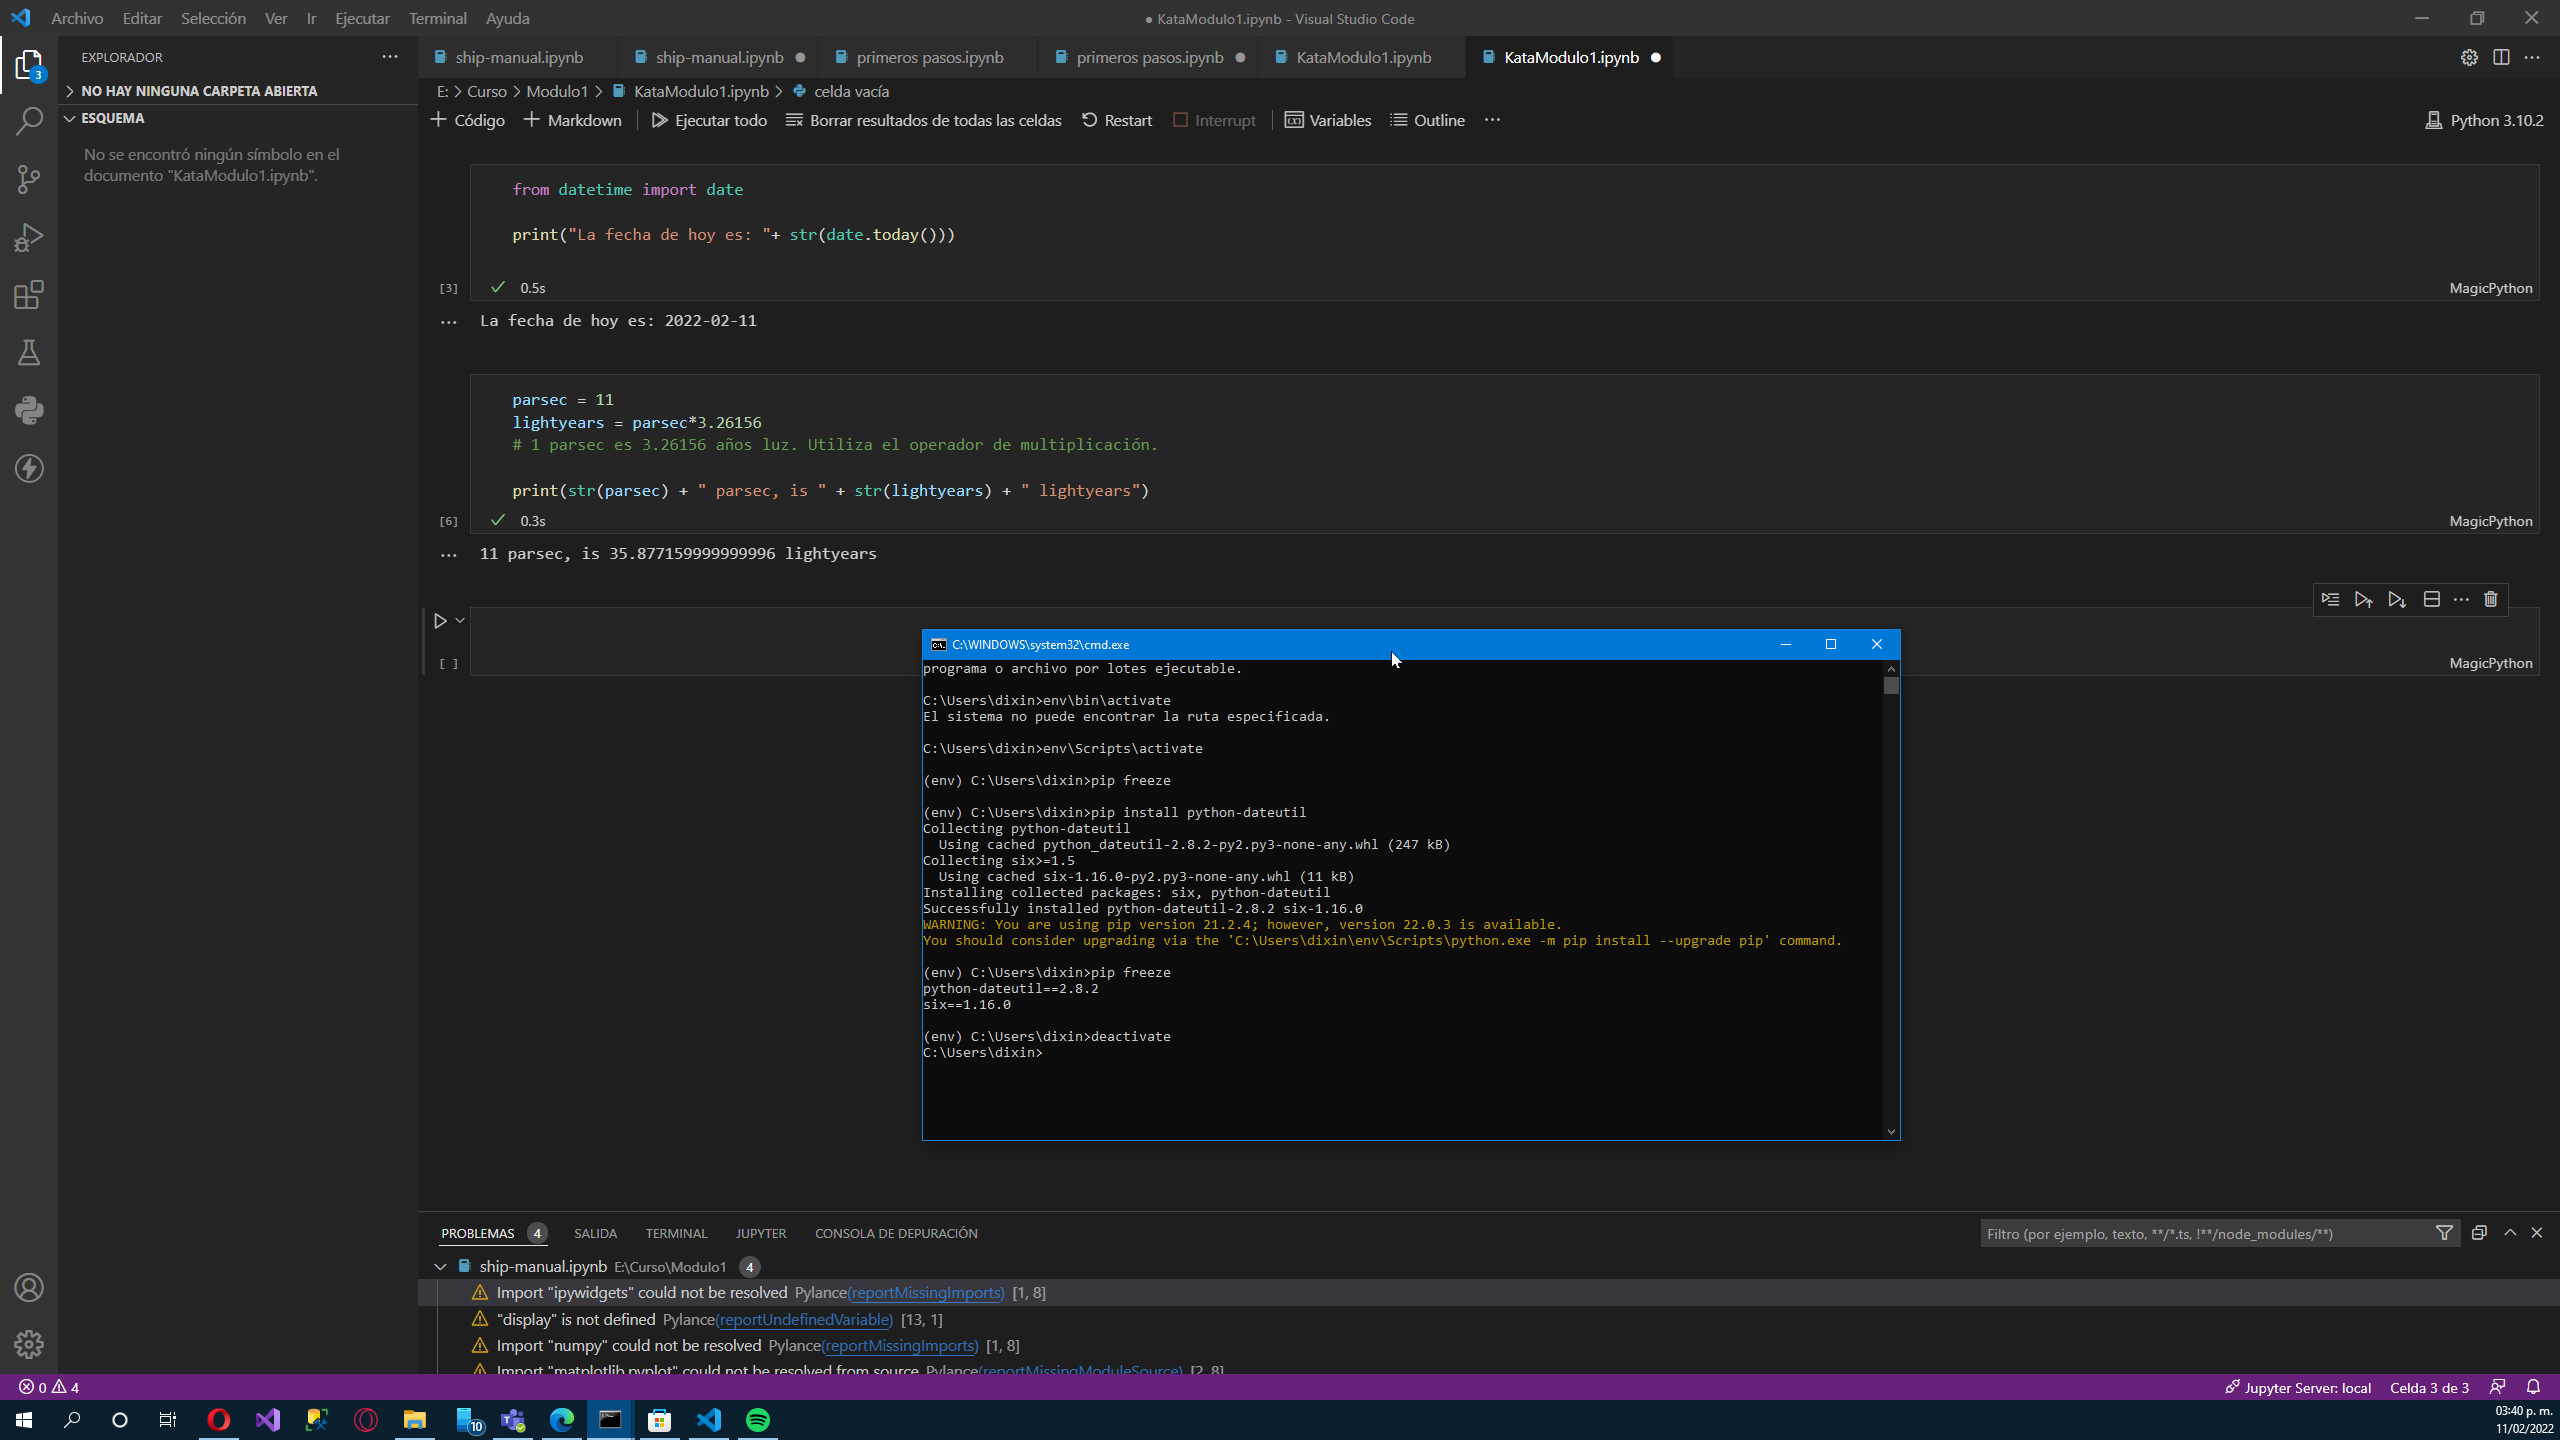 Archivo Editar Selección Ver Ir Ejecutar Terminal Ayuda
● KataModulo1.ipynb - Visual Studio Code
EXPLORADOR
ship-manual.ipynb
ship-manual.ipynb
primeros pasos.ipynb
primeros pasos.ipynb
KataModulo1.ipynb
KataModulo1.ipynb
3
NO HAY NINGUNA CARPETA ABIERTA
E: > Curso > Modulo1 > KataModulo1.ipynb > celda vacía
ESQUEMA
+ Código + Markdown Ejecutar todo Borrar resultados de todas las celdas Restart Interrupt Variables Outline ···
Python 3.10.2
No se encontró ningún símbolo en el
documento "KataModulo1.ipynb".
from datetime import date
print("La fecha de hoy es: "+ str(date.today()))
[3] 0.5s
MagicPython
La fecha de hoy es: 2022-02-11
parsec = 11
lightyears = parsec*3.26156
# 1 parsec es 3.26156 años luz. Utiliza el operador de multiplicación.
print(str(parsec) + " parsec, is " + str(lightyears) + " lightyears")
[6] 0.3s
MagicPython
11 parsec, is 35.877159999999996 lightyears
[ ]
MagicPython
C:\WINDOWS\system32\cmd.exe
programa o archivo por lotes ejecutable.
C:\Users\dixin>env\bin\activate
El sistema no puede encontrar la ruta especificada.
C:\Users\dixin>env\Scripts\activate
(env) C:\Users\dixin>pip freeze
(env) C:\Users\dixin>pip install python-dateutil
Collecting python-dateutil
Using cached python_dateutil-2.8.2-py2.py3-none-any.whl (247 kB)
Collecting six>=1.5
Using cached six-1.16.0-py2.py3-none-any.whl (11 kB)
Installing collected packages: six, python-dateutil
Successfully installed python-dateutil-2.8.2 six-1.16.0
WARNING: You are using pip version 21.2.4; however, version 22.0.3 is available.
You should consider upgrading via the 'C:\Users\dixin\env\Scripts\python.exe -m pip install --upgrade pip' command.
(env) C:\Users\dixin>pip freeze
python-dateutil==2.8.2
six==1.16.0
(env) C:\Users\dixin>deactivate
C:\Users\dixin>
PROBLEMAS 4 SALIDA TERMINAL JUPYTER CONSOLA DE DEPURACIÓN
Filtro (por ejemplo, texto, **/*.ts, !**/node_modules/**)
ship-manual.ipynb E:\Curso\Modulo1 4
Import "ipywidgets" could not be resolved Pylance(reportMissingImports) [1, 8]
"display" is not defined Pylance(reportUndefinedVariable) [13, 1]
Import "numpy" could not be resolved Pylance(reportMissingImports) [1, 8]
Import "matplotlib.pyplot" could not be resolved from source Pylance(reportMissingModuleSource) [2, 8]
0 4
Jupyter Server: local Celda 3 de 3
10
03:40 p. m.
11/02/2022